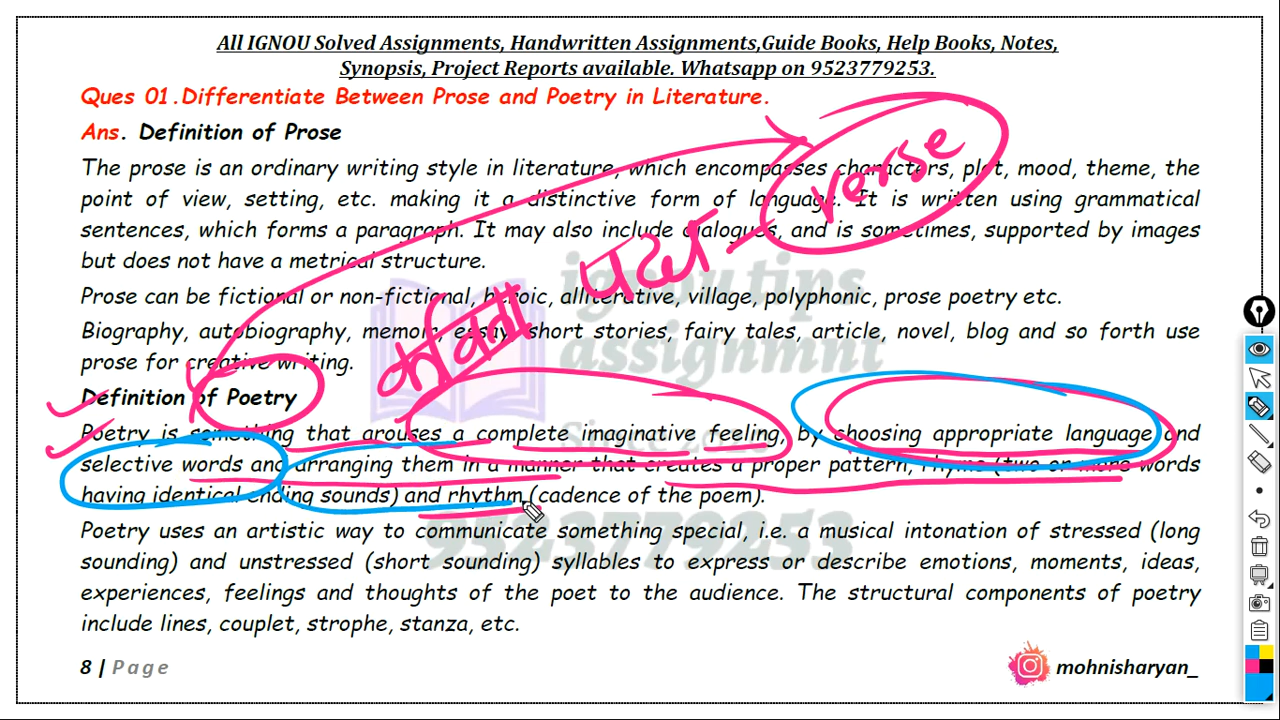 All IGNOU Solved Assignments, Handwritten Assignments,Guide Books, Help Books, Notes,
Synopsis, Project Reports available. Whatsapp on 9523779253.
Ques 01.Differentiate Between Prose and Poetry in Literature.
Ans. Definition of Prose
The prose is an ordinary writing style in literature, which encompasses characters, plot, mood, theme, the
point of view, setting, etc. making it a distinctive form of language. It is written using grammatical
sentences, which forms a paragraph. It may also include dialogues, and is sometimes, supported by images
but does not have a metrical structure.
verse
Prose can be fictional or non-fictional, heroic, alliterative, village, polyphonic, prose poetry etc.
Biography, autobiography, memoir, essay, short stories, fairy tales, article, novel, blog and so forth use
prose for creative writing.
कविता
Definition of Poetry
Poetry is something that arouses a complete imaginative feeling, by choosing appropriate language and
selective words and arranging them in a manner that creates a proper pattern, rhyme (two or more words
having identical ending sounds) and rhythm (cadence of the poem).
Poetry uses an artistic way to communicate something special, i.e. a musical intonation of stressed (long
sounding) and unstressed (short sounding) syllables to express or describe emotions, moments, ideas,
experiences, feelings and thoughts of the poet to the audience. The structural components of poetry
include lines, couplet, strophe, stanza, etc.
ignou tips
assignmnt
Since 2020
9523779253
8 | Page
mohnisharyan_